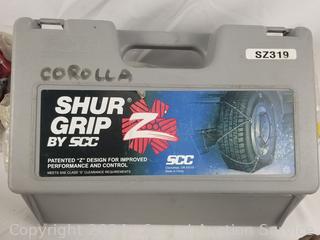 SZ319
COROLLA
SHUR
GRIP
BY SCC
Z
PATENTED "Z" DESIGN FOR IMPROVED
PERFORMANCE AND CONTROL
MEETS SAE CLASS "S" CLEARANCE REQUIREMENTS
SCC